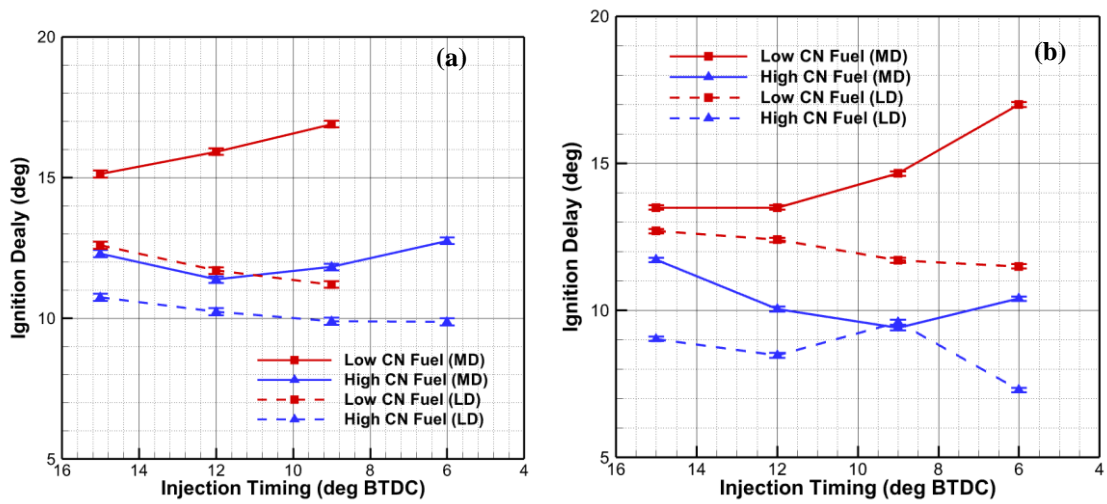 20
15
10
5
16
14
12
10
8
6
4
Ignition Dealy (deg)
Injection Timing (deg BTDC)
(a)
Low CN Fuel (MD)
High CN Fuel (MD)
Low CN Fuel (LD)
High CN Fuel (LD)
20
15
10
5
16
14
12
10
8
6
4
Ignition Delay (deg)
Injection Timing (deg BTDC)
(b)
Low CN Fuel (MD)
High CN Fuel (MD)
Low CN Fuel (LD)
High CN Fuel (LD)